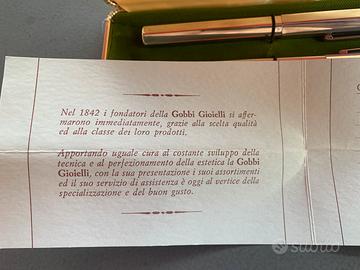 Nel 1842 i fondatori della Gobbi Gioielli si affer-
marono immediatamente, grazie alla scelta qualità
ed alla classe dei loro prodotti.
Apportando uguale cura al costante sviluppo della
tecnica e al perfezionamento della estetica la Gobbi
Gioielli, con la sua presentazione i suoi assortimenti
ed il suo servizio di assistenza è oggi al vertice della
specializzazione e del buon gusto.
subito